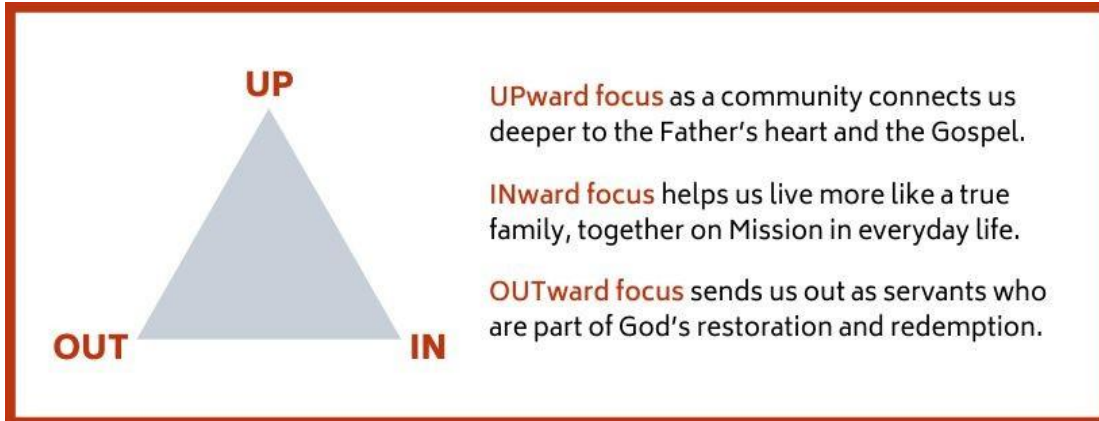 UP
OUT
IN
UPward focus as a community connects us
deeper to the Father's heart and the Gospel.
INward focus helps us live more like a true
family, together on Mission in everyday life.
OUTward focus sends us out as servants who
are part of God's restoration and redemption.